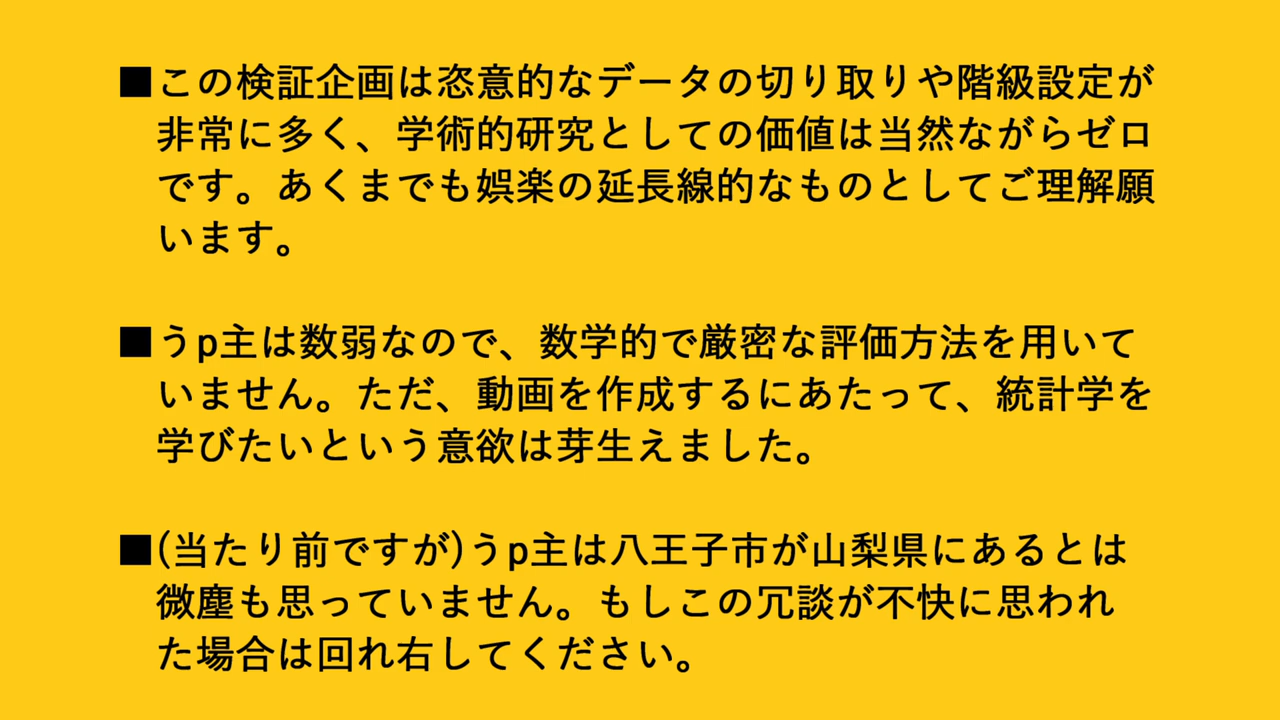 ■この検証企画は恣意的なデータの切り取りや階級設定が
非常に多く、学術的研究としての価値は当然ながらゼロ
です。あくまでも娯楽の延長線的なものとしてご理解願
います。
■うp主は数弱なので、数学的で厳密な評価方法を用いて
いません。ただ、動画を作成するにあたって、統計学を
学びたいという意欲は芽生えました。
■(当たり前ですが)うp主は八王子市が山梨県にあるとは
微塵も思っていません。もしこの冗談が不快に思われ
た場合は回れ右してください。